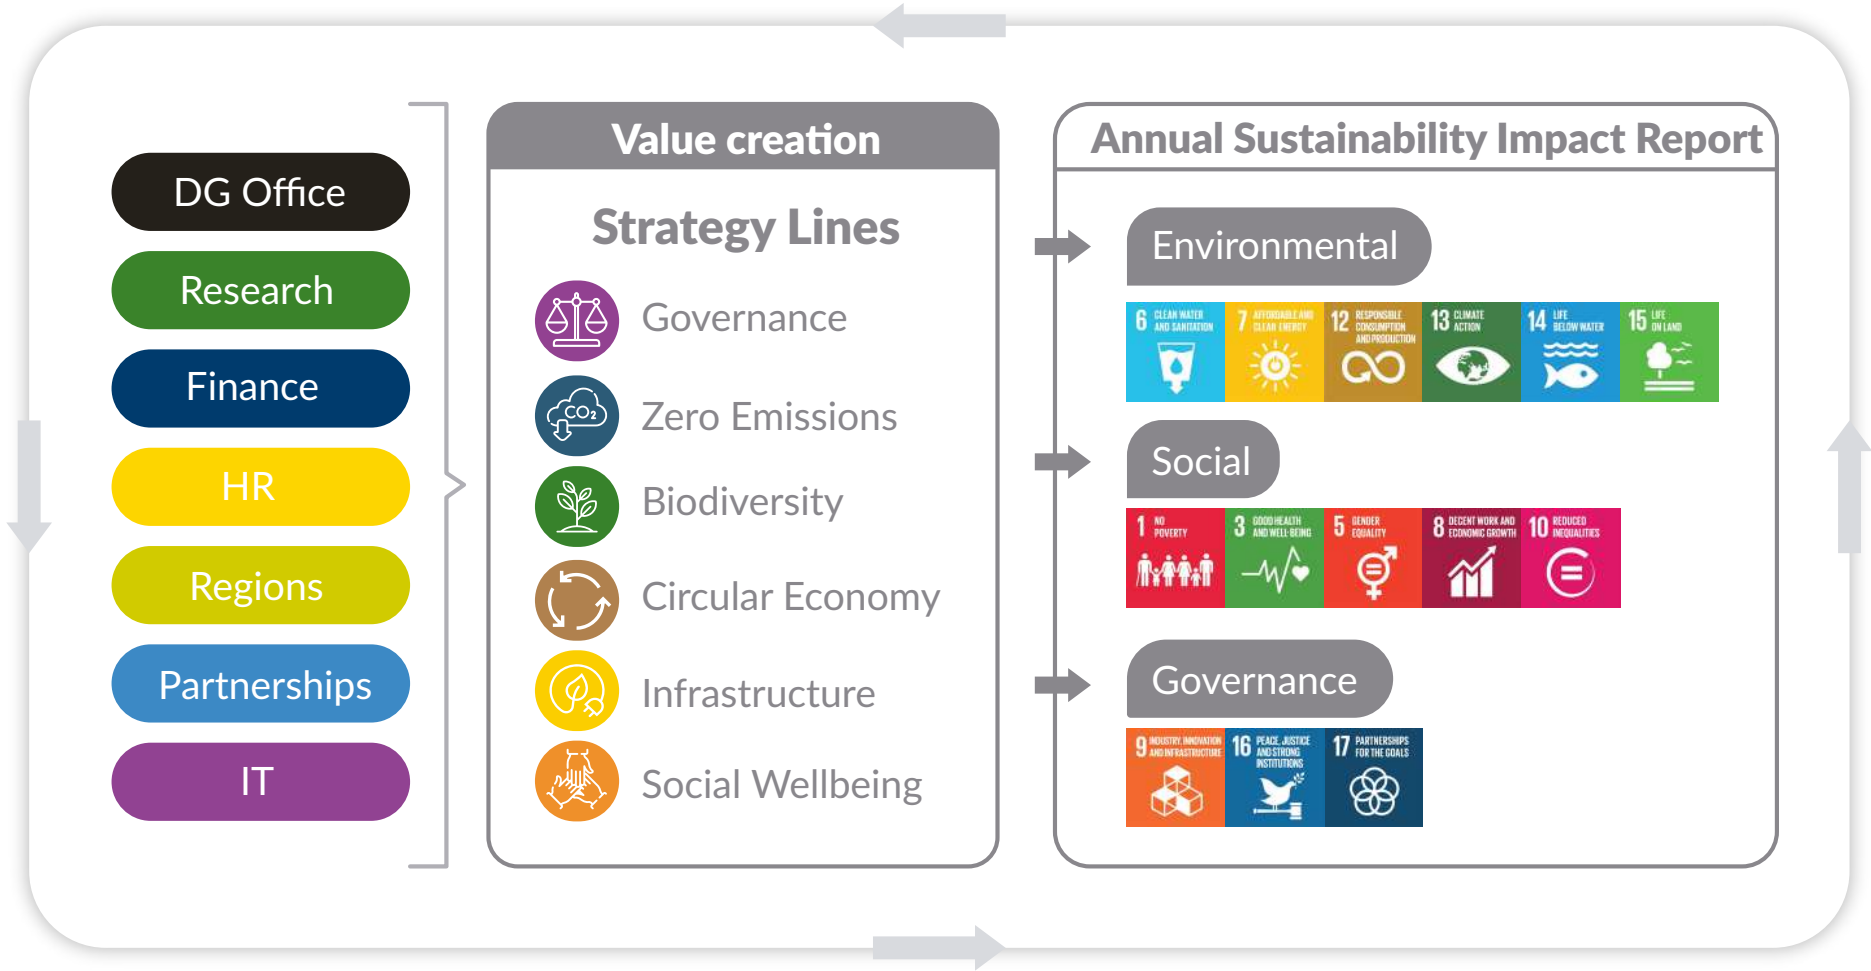 DG Office
Research
Finance
HR
Regions
Partnerships
IT
Value creation
Strategy Lines
Governance
CO2
Zero Emissions
Biodiversity
Circular Economy
Infrastructure
Social Wellbeing
Annual Sustainability Impact Report
Environmental
6 CLEAN WATER
AND SANITATION
7 AFFORDABLE AND
CLEAN ENERGY
12 RESPONSIBLE
CONSUMPTION
AND PRODUCTION
13 CLIMATE
ACTION
14 LIFE
BELOW WATER
15 LIFE
ON LAND
Social
1 NO
POVERTY
3 GOOD HEALTH
AND WELL-BEING
5 GENDER
EQUALITY
8 DECENT WORK AND
ECONOMIC GROWTH
10 REDUCED
INEQUALITIES
Governance
9 INDUSTRY, INNOVATION
AND INFRASTRUCTURE
16 PEACE, JUSTICE
AND STRONG
INSTITUTIONS
17 PARTNERSHIPS
FOR THE GOALS